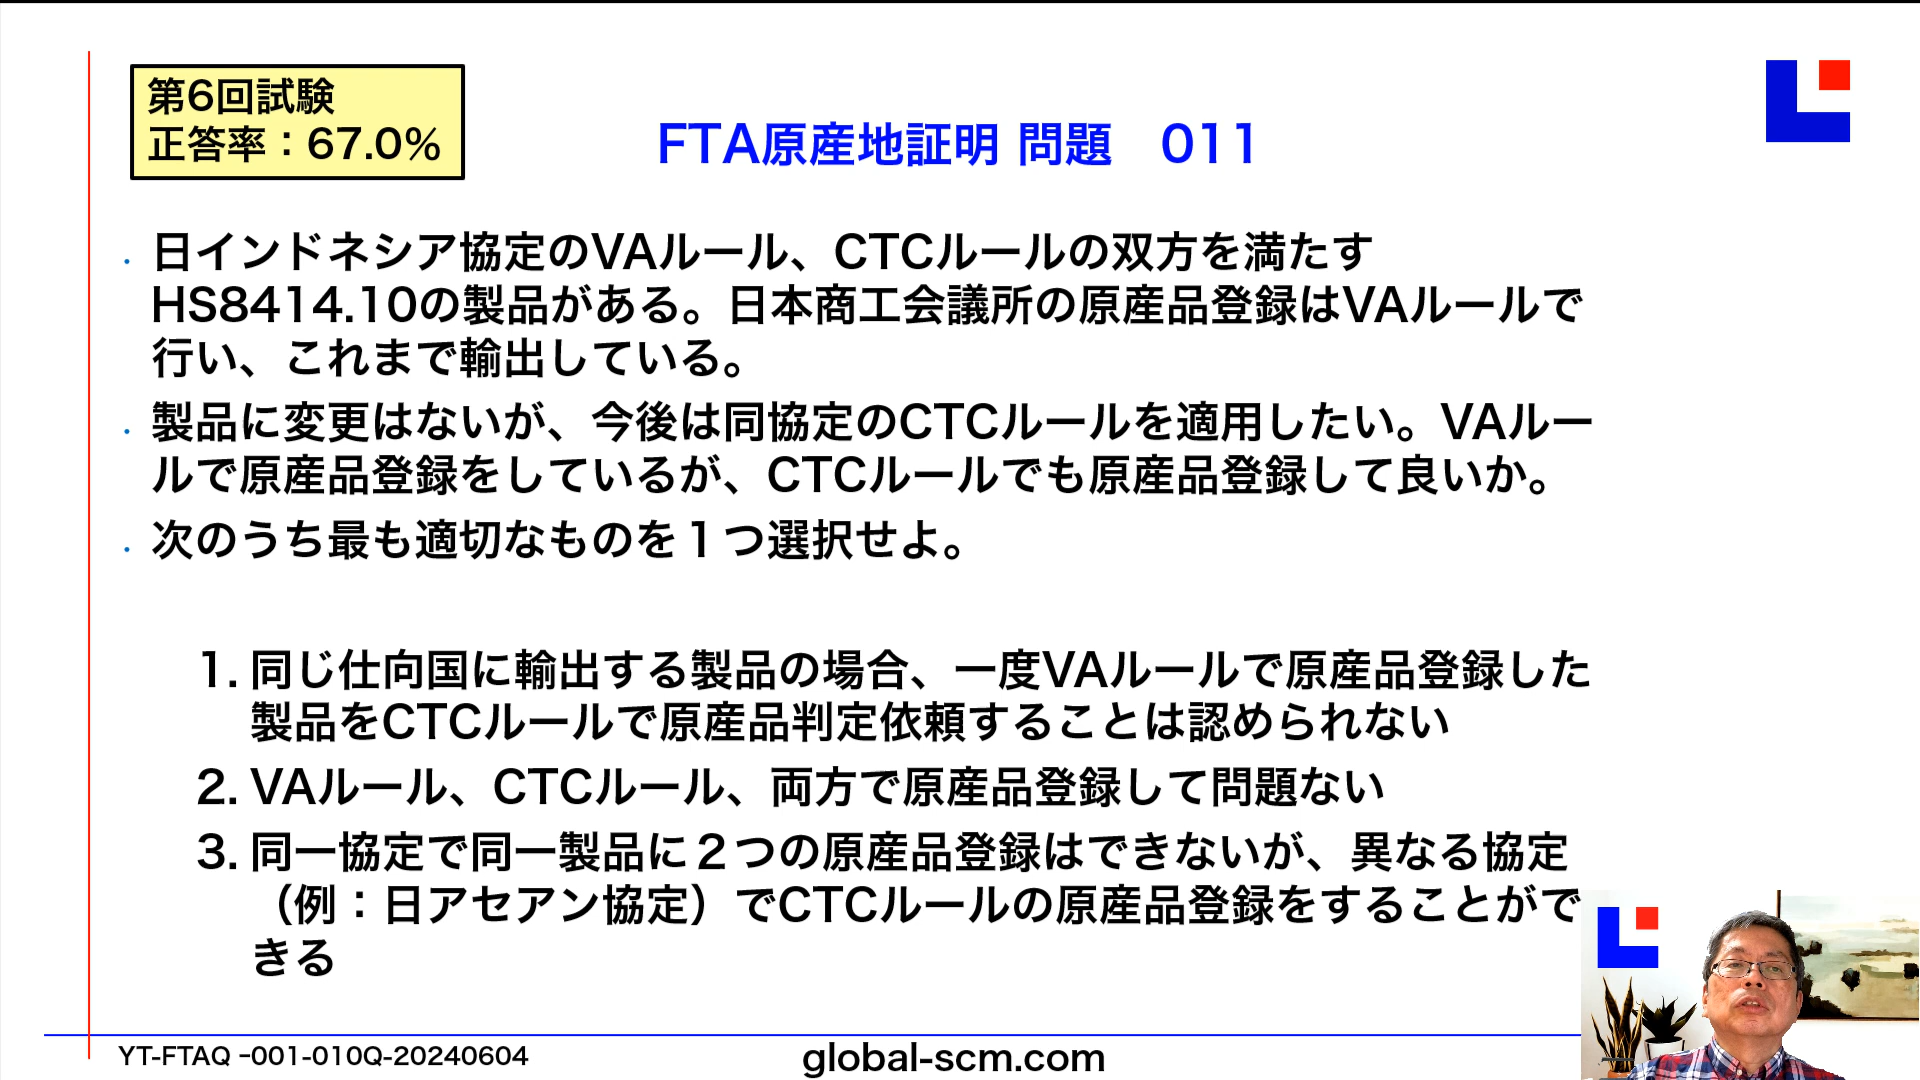 第6回試験
正答率：67.0%
FTA原産地証明 問題　011
・日インドネシア協定のVAルール、CTCルールの双方を満たす
HS8414.10の製品がある。日本商工会議所の原産品登録はVAルールで
行い、これまで輸出している。
・製品に変更はないが、今後は同協定のCTCルールを適用したい。VAルー
ルで原産品登録をしているが、CTCルールでも原産品登録して良いか。
・次のうち最も適切なものを１つ選択せよ。
1. 同じ仕向国に輸出する製品の場合、一度VAルールで原産品登録した
製品をCTCルールで原産品判定依頼することは認められない
2. VAルール、CTCルール、両方で原産品登録して問題ない
3. 同一協定で同一製品に２つの原産品登録はできないが、異なる協定
（例：日アセアン協定）でCTCルールの原産品登録をすることがで
きる
YT-FTAQ -001-010Q-20240604
global-scm.com